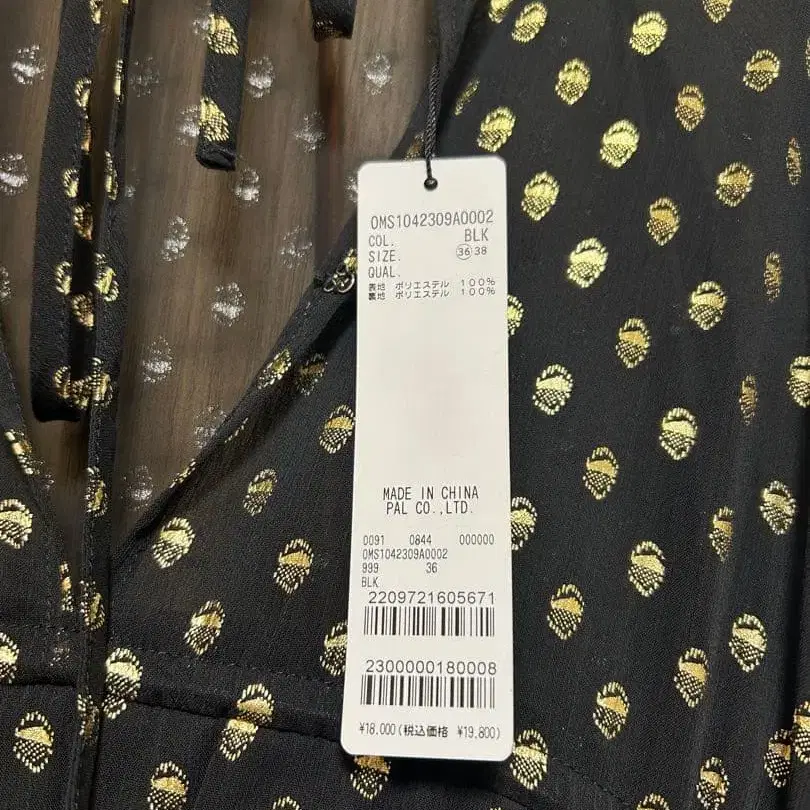 OMS1042309A0002
COL. BLK
SIZE. 36 38
QUAL.
表地 ポリエステル 100%
裏地 ポリエステル 100%
MADE IN CHINA
PAL CO.,LTD.
0091 0844 000000
OMS1042309A0002
999 36
BLK
2209721605671
2300000180008
¥18,000(税込価格 ¥19,800)